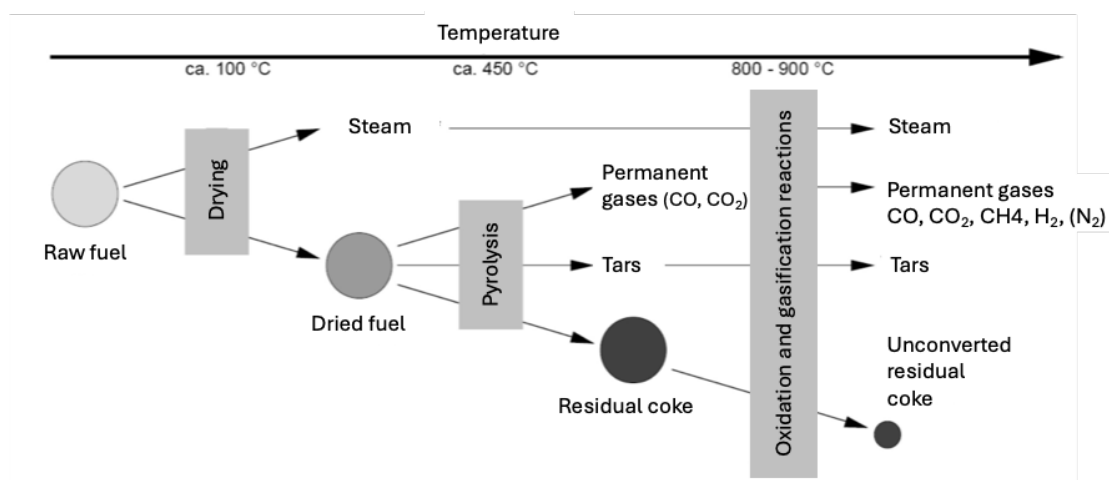 Temperature
ca. 100 °C
ca. 450 °C
800 - 900 °C
Drying
Steam
Raw fuel
Dried fuel
Pyrolysis
Permanent
gases (CO, CO₂)
Tars
Residual coke
Oxidation and gasification reactions
Steam
Permanent gases
CO, CO₂, CH4, H₂, (N₂)
Tars
Unconverted
residual
coke